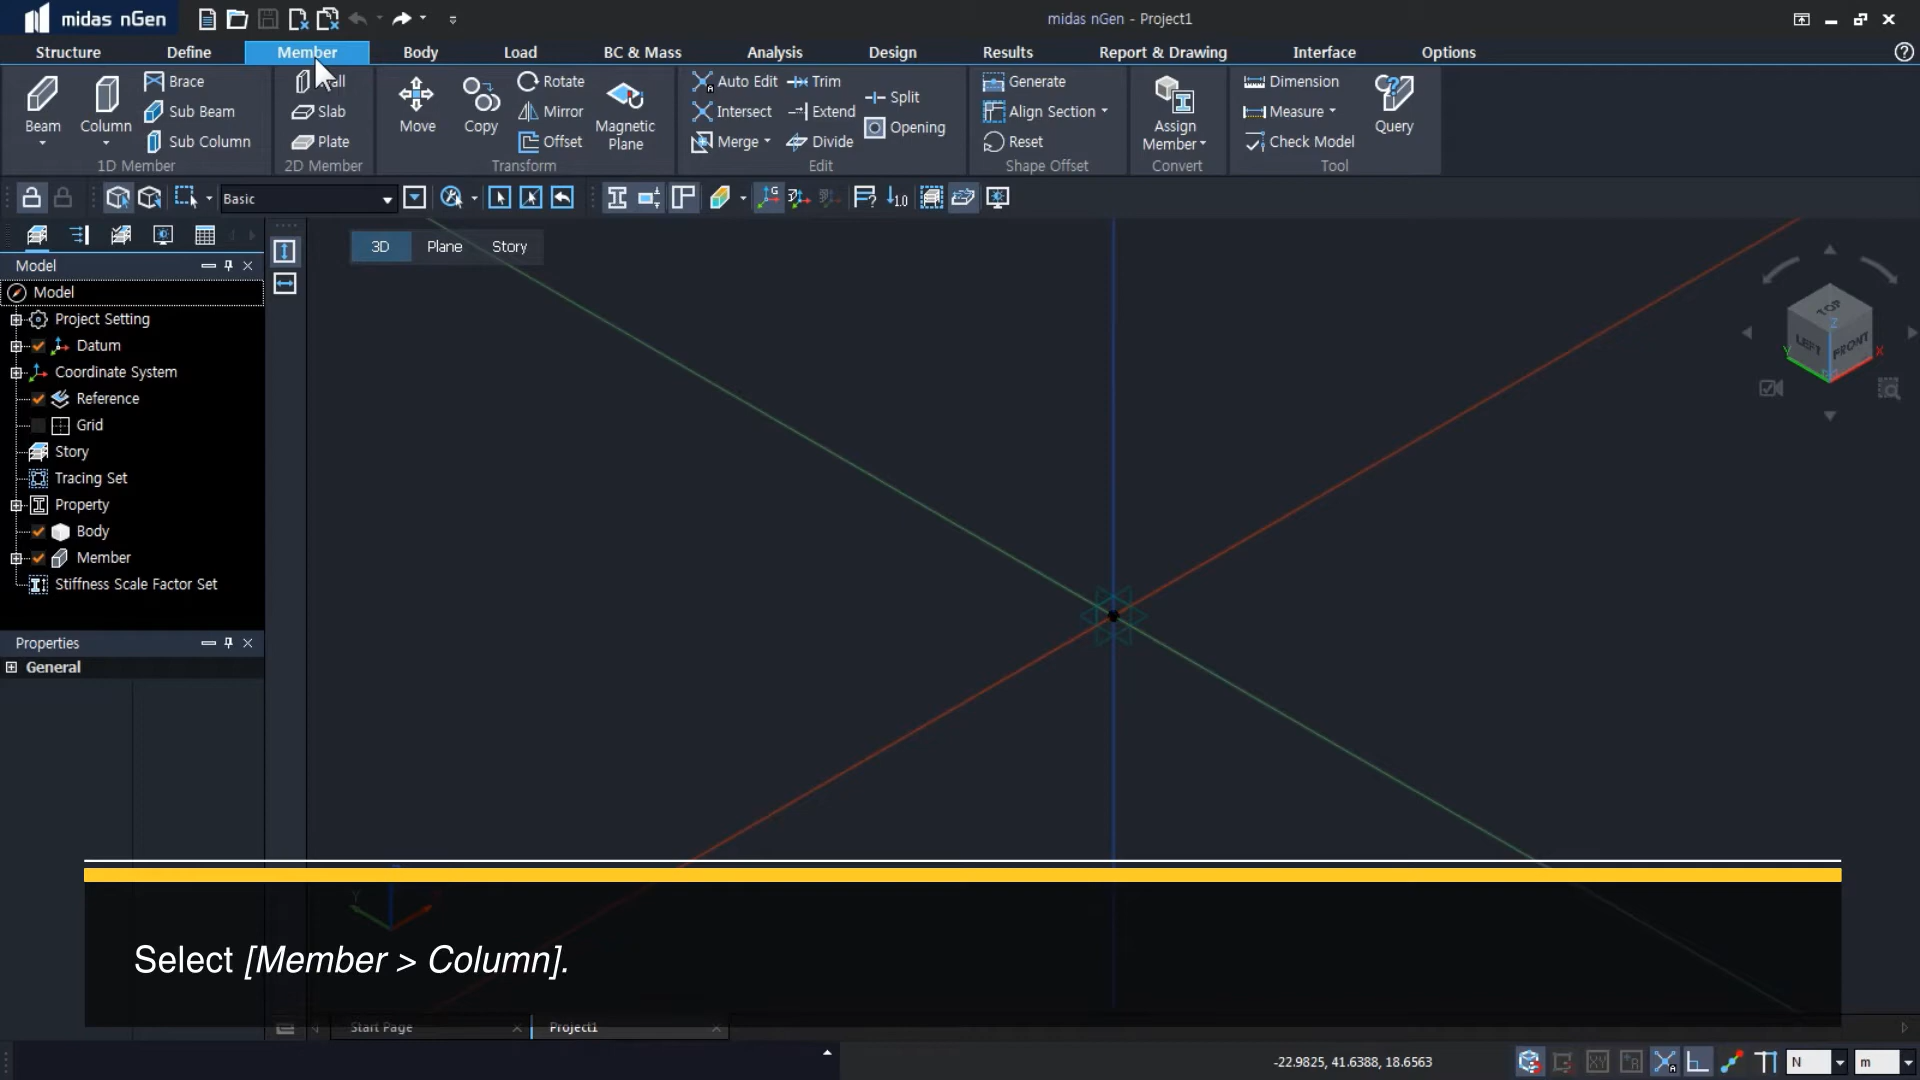 midas nGen
midas nGen - Project1
Structure Define Member Body Load BC & Mass Analysis Design Results Report & Drawing Interface Options
Beam
Column
Brace
Sub Beam
Sub Column
1D Member
Slab
Plate
2D Member
Move
Copy
Rotate
Mirror
Offset
Magnetic
Plane
Transform
Auto Edit
Intersect
Merge
Trim
Extend
Divide
Split
Opening
Edit
Generate
Align Section
Reset
Shape Offset
Assign
Member
Convert
Dimension
Measure
Check Model
Query
Tool
Basic
3D Plane Story
Model
Model
Project Setting
Datum
Coordinate System
Reference
Grid
Story
Tracing Set
Property
Body
Member
Stiffness Scale Factor Set
Properties
General
TOP
LEFT
FRONT
Z
Y
X
Y
Select [Member > Column].
Start Page
Project1
-22.9825, 41.6388, 18.6563
N
m